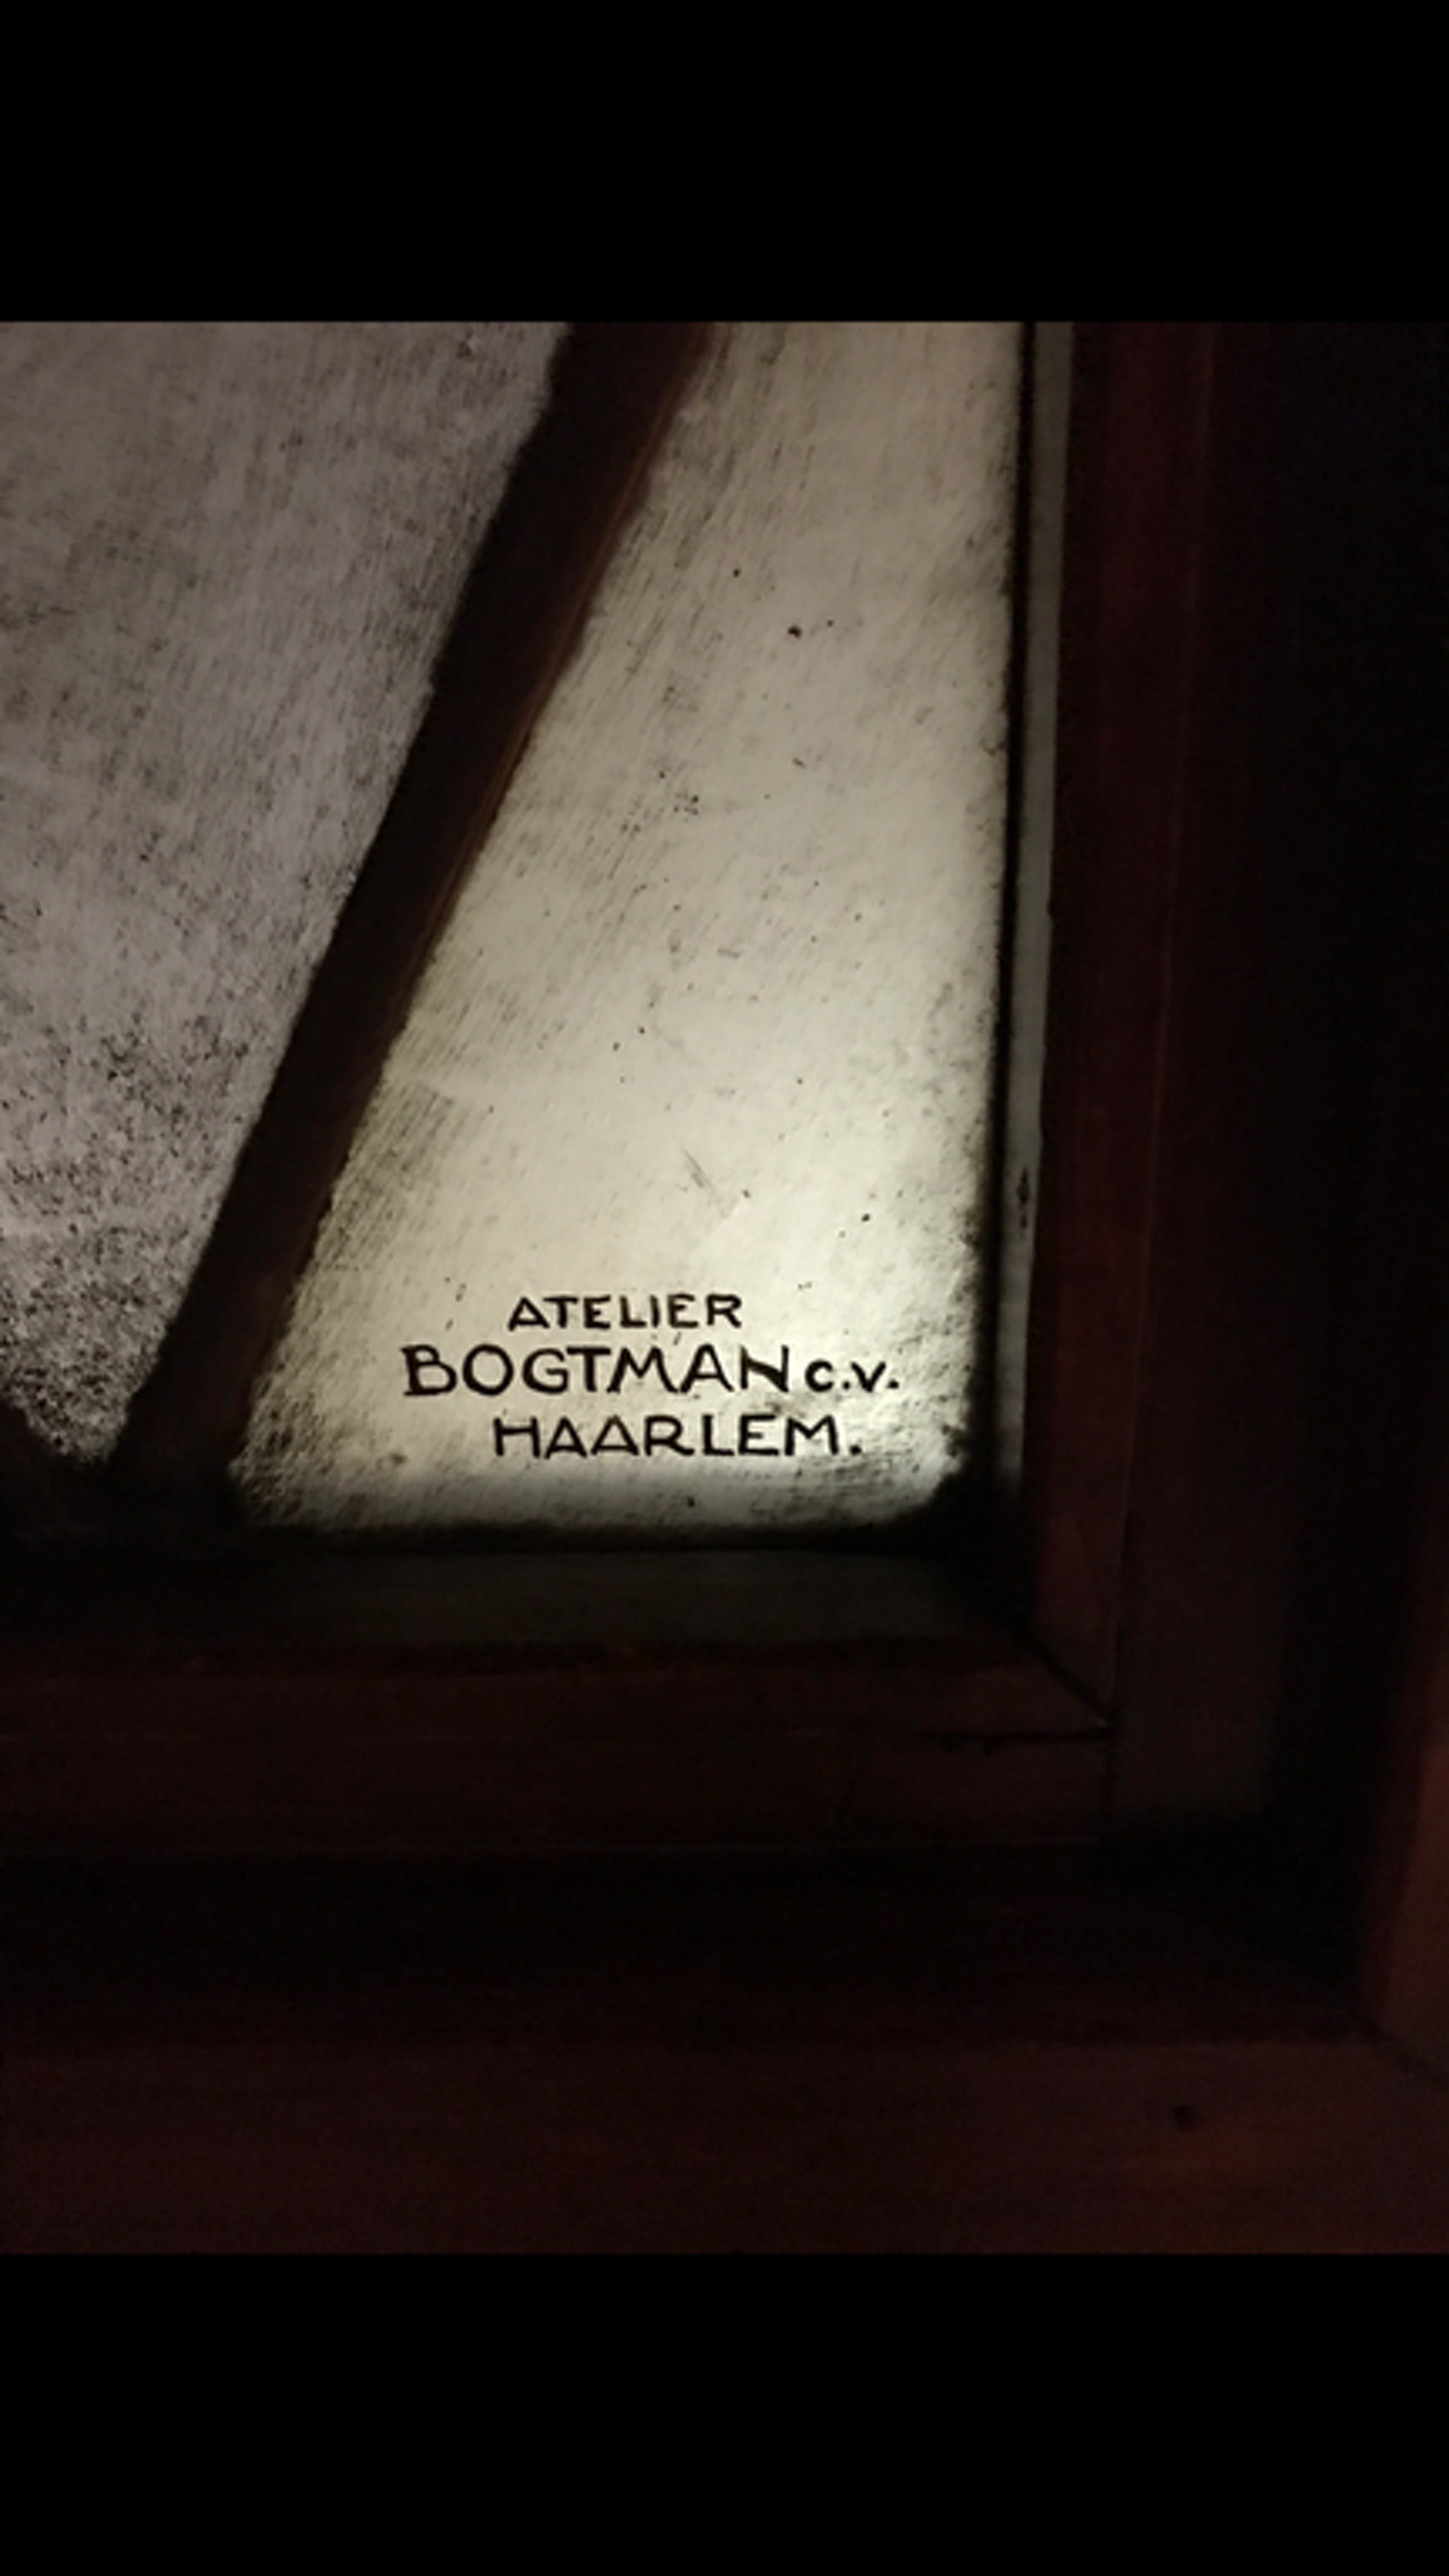 ATELIER
BOGTMAN c.v.
HAARLEM.